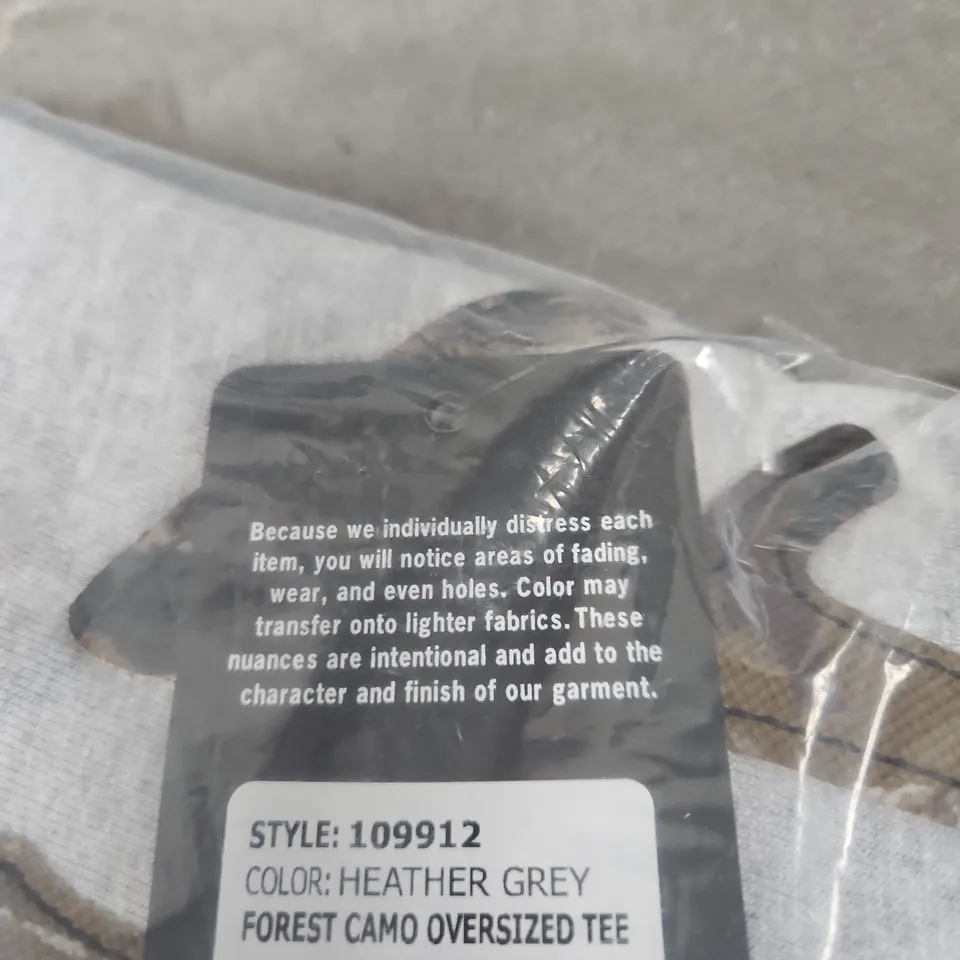 Because we individually distress each
item, you will notice areas of fading,
wear, and even holes. Color may
transfer onto lighter fabrics. These
nuances are intentional and add to the
character and finish of our garment.
STYLE: 109912
COLOR: HEATHER GREY
FOREST CAMO OVERSIZED TEE